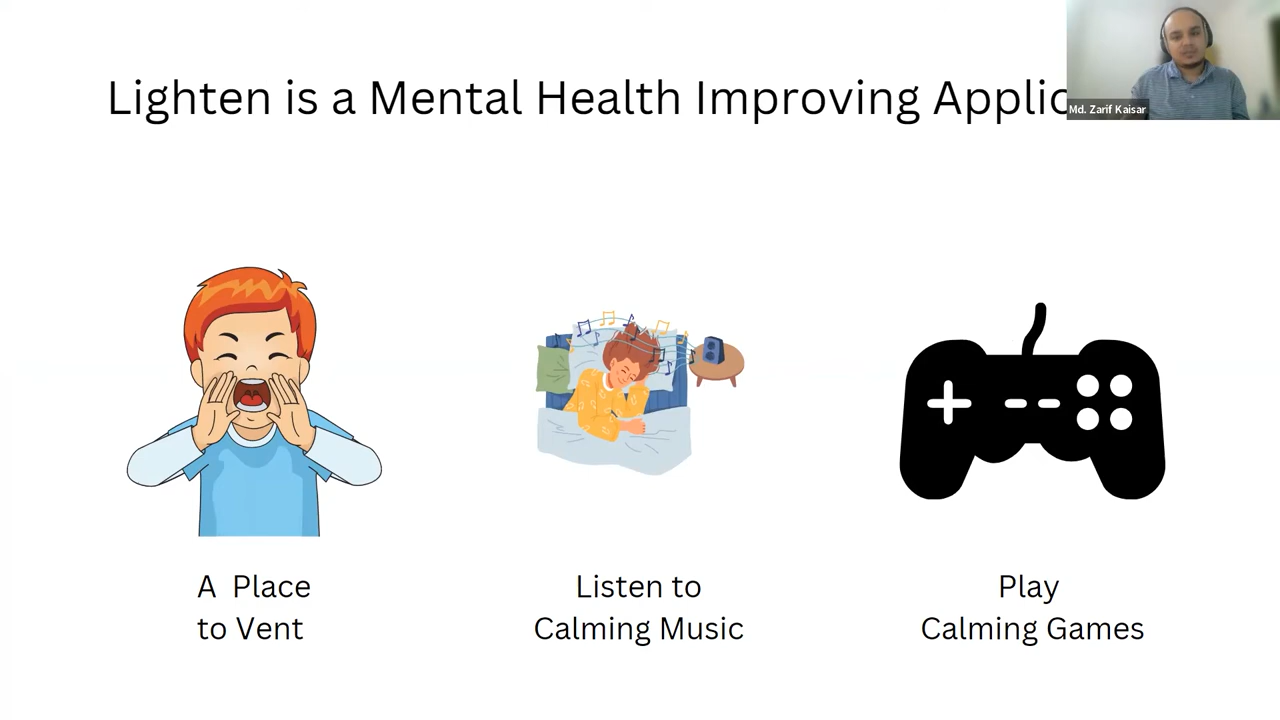 Lighten is a Mental Health Improving Applic
Md. Zarif Kaisar
A Place
to Vent
Listen to
Calming Music
Play
Calming Games